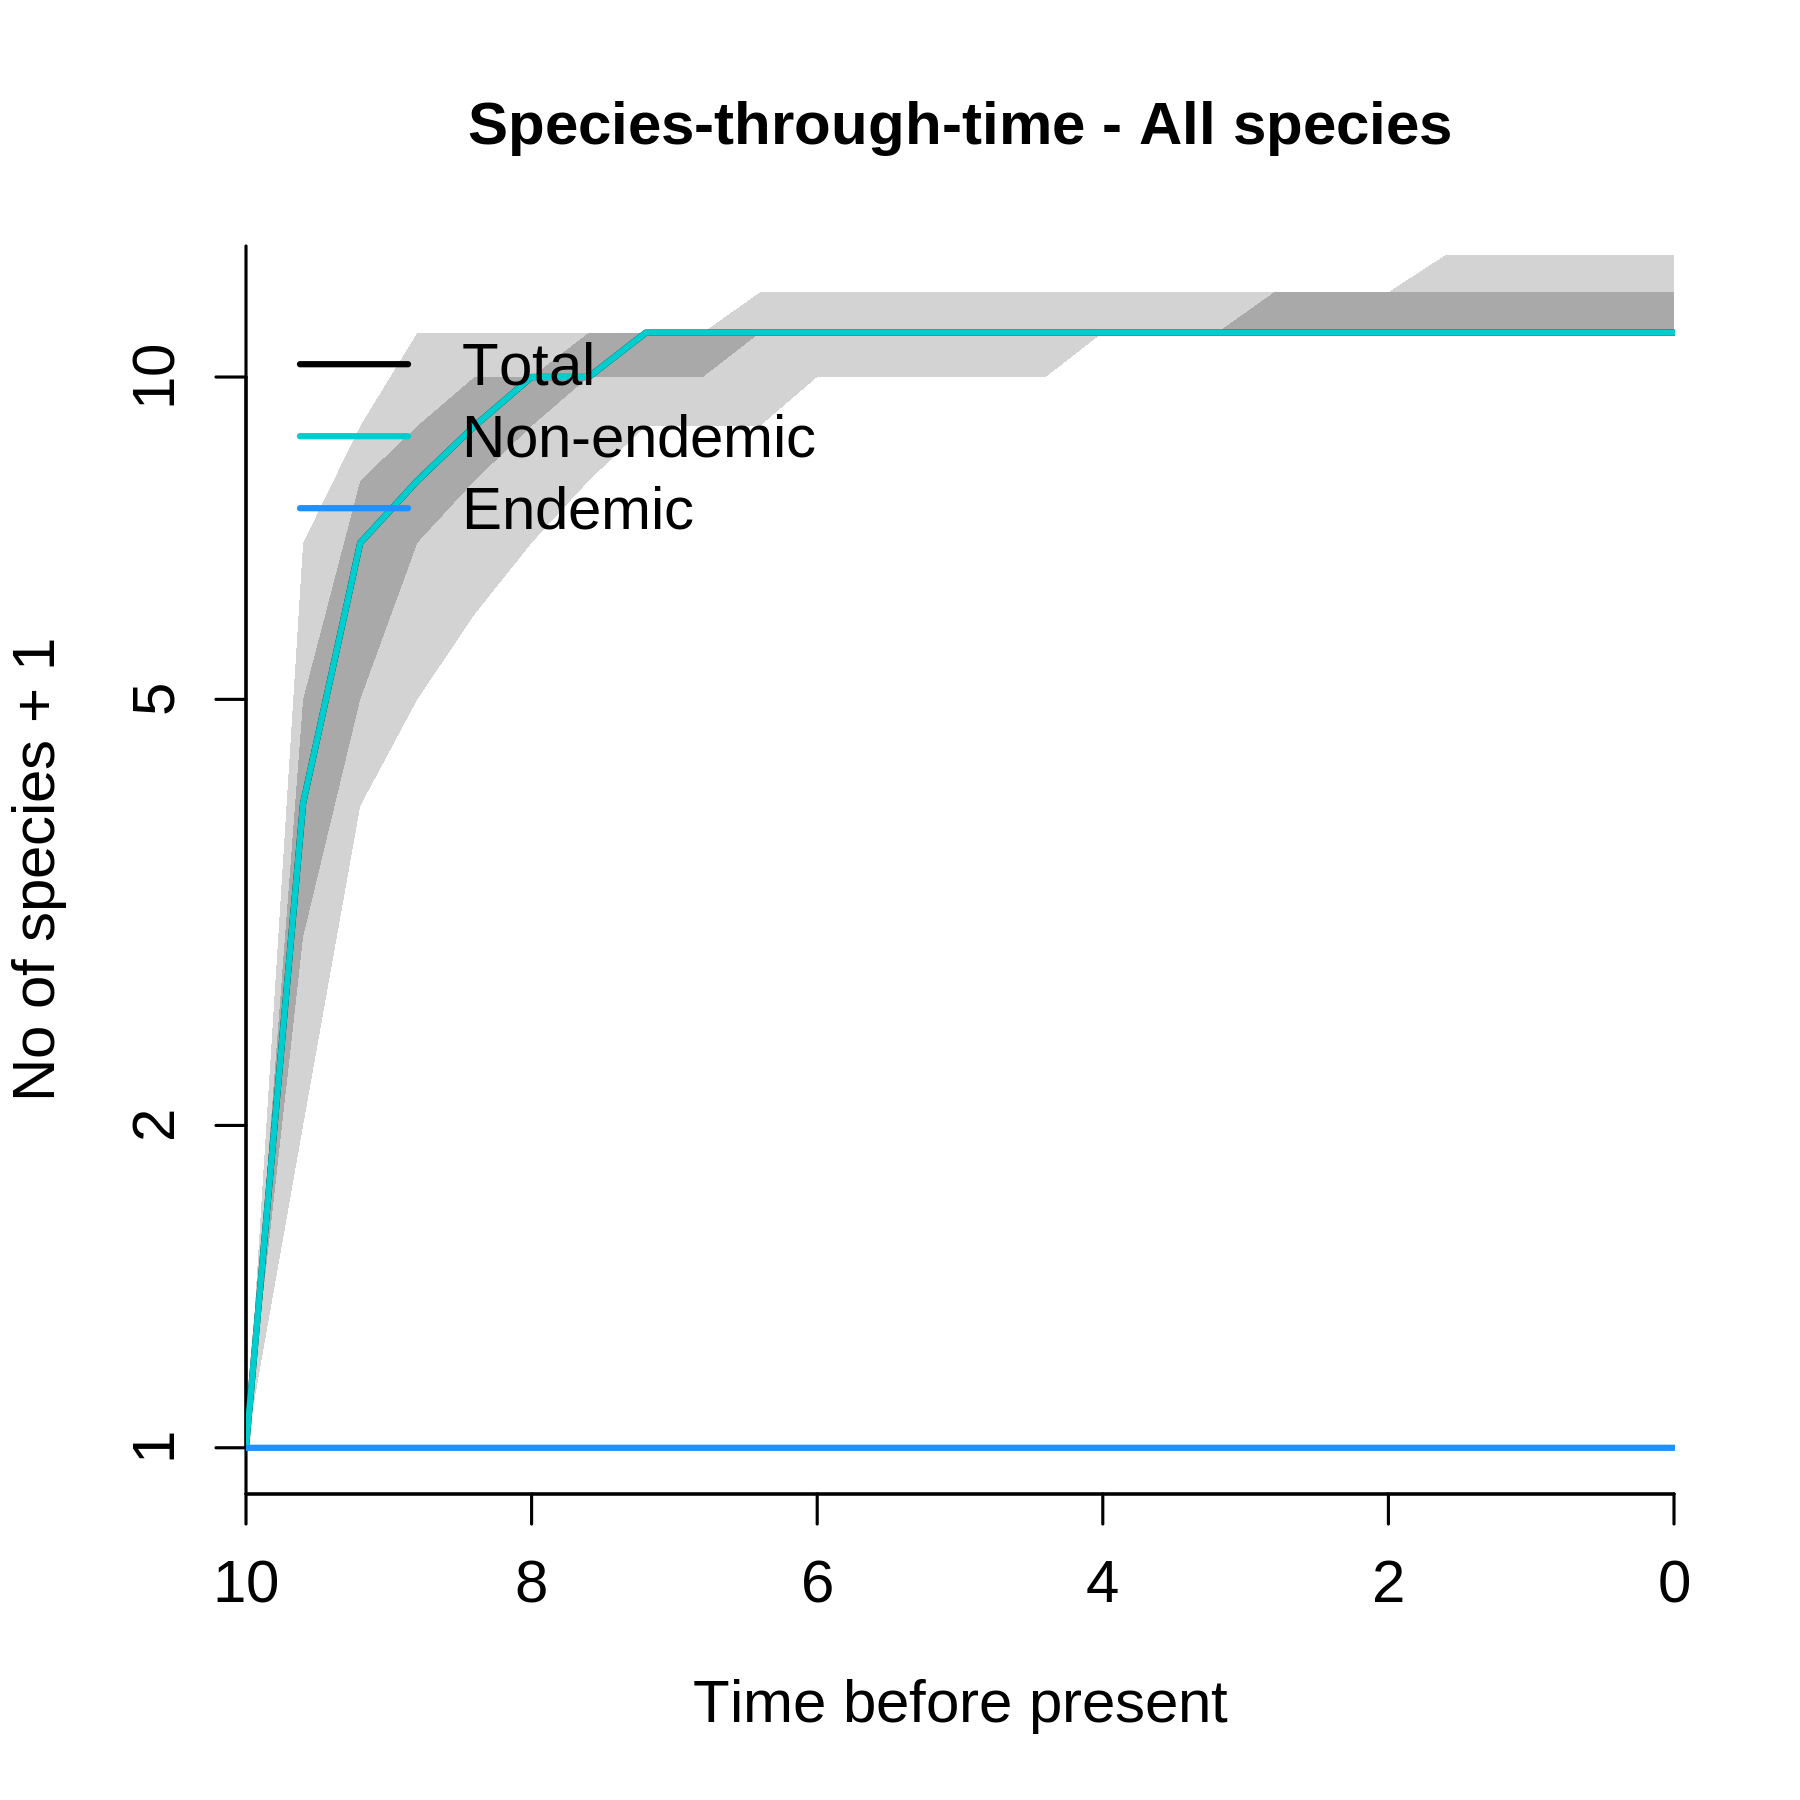 Species-through-time - All species
Total
Non-endemic
Endemic
No of species + 1
10
5
2
1
10 8 6 4 2 0
Time before present